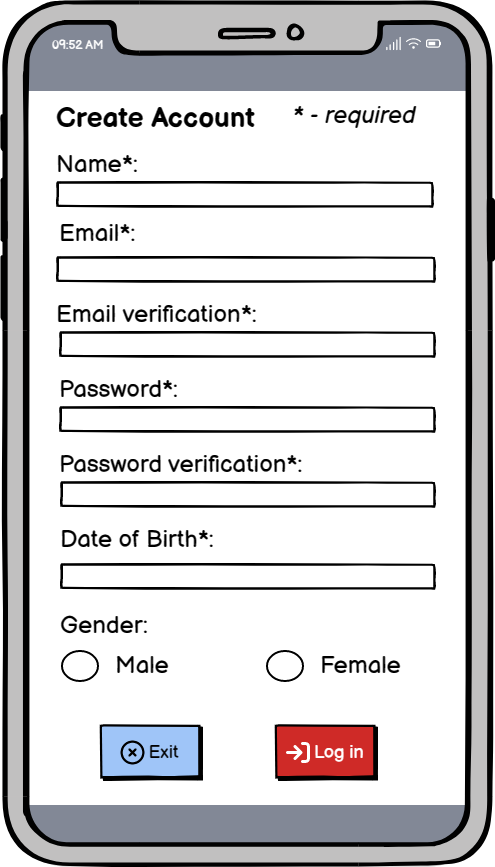 09:52 AM
Create Account
* - required
Name*:
Email*:
Email verification*:
Password*:
Password verification*:
Date of Birth*:
Gender:
Male Female
Exit Log in